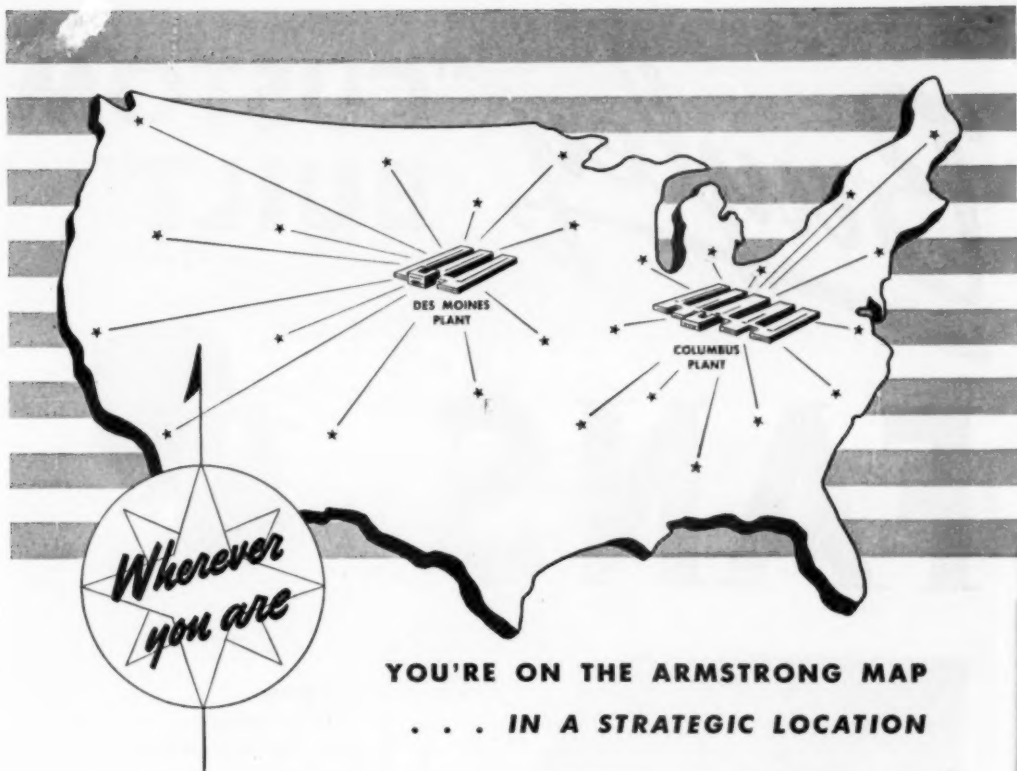 DES MOINES
PLANT
COLUMBUS
PLANT
Wherever
you are
YOU'RE ON THE ARMSTRONG MAP
. . . IN A STRATEGIC LOCATION